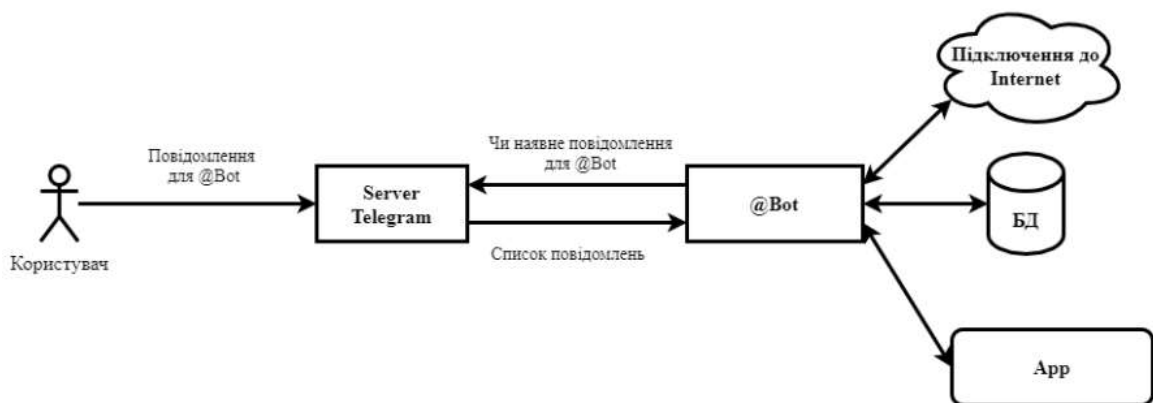 Підключення до
Internet
Чи наявне повідомлення
для @Bot
Повідомлення
для @Bot
Server
Telegram
@Bot
БД
Список повідомлень
Користувач
App